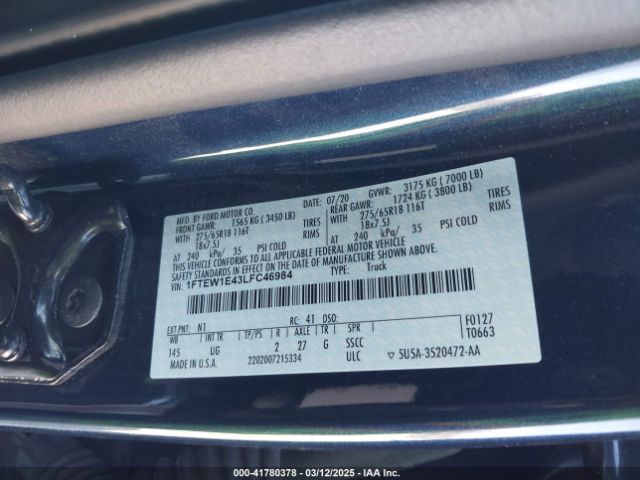 MFD. BY FORD MOTOR CO. DATE: 07/20 GVWR: 3175 KG ( 7000 LB)
FRONT GAWR: 1565 KG ( 3450 LB) REAR GAWR: 1724 KG ( 3800 LB)
WITH 275/65R18 116T TIRES WITH 275/65R18 116T TIRES
18x7.5J RIMS 18x7.5J RIMS
AT 240 kPa/ 35 PSI COLD AT 240 kPa/ 35 PSI COLD
THIS VEHICLE CONFORMS TO ALL APPLICABLE FEDERAL MOTOR VEHICLE
SAFETY STANDARDS IN EFFECT ON THE DATE OF MANUFACTURE SHOWN ABOVE.
VIN: 1FTEW1E43LFC46984 TYPE: Truck
EXT PNT: N1 RC: 41 DSO: F0127
WB INT TR TP/PS R AXLE TR SPR T0663
145 UG 2 27 G SSCC
MADE IN U.S.A. 2202007215334 ULC ▽ 5U5A-3520472-AA
000-41780378 - 03/12/2025 - IAA Inc.